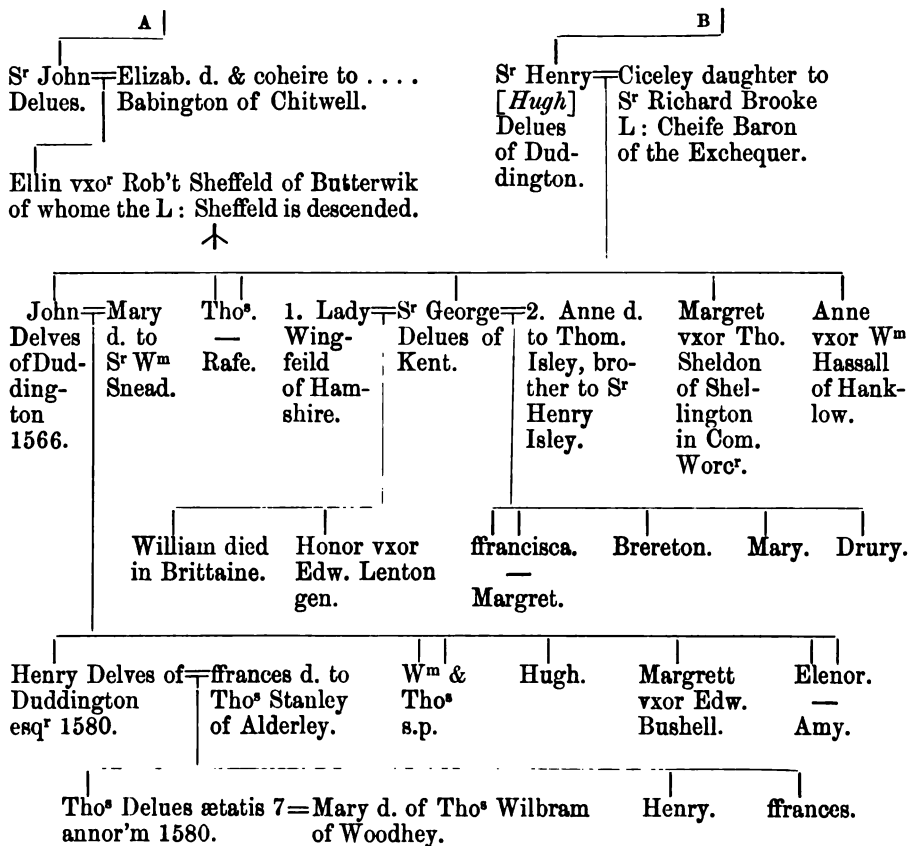 A
B
Sʳ John=Elizab. d. & coheire to . . . .
Delues. Babington of Chitwell.
Sʳ Henry=Ciceley daughter to
[Hugh] Sʳ Richard Brooke
Delues L : Cheife Baron
of Dud- of the Exchequer.
dington.
Ellin vxoʳ Rob't Sheffeld of Butterwik
of whome the L : Sheffeld is descended.
John=Mary
Delves d. to
of Dud- Sʳ Wᵐ
ding- Snead.
ton
1566.
Thoˢ.
—
Rafe.
1. Lady=Sʳ George=2. Anne d.
Wing- Delues of to Thom.
feild Kent. Isley, bro-
of Ham- ther to Sʳ
shire. Henry
Isley.
Margret
vxor Tho.
Sheldon
of Shel-
lington
in Com.
Worcʳ.
Anne
vxor Wᵐ
Hassall
of Hank-
low.
William died
in Brittaine.
Honor vxor
Edw. Lenton
gen.
ffrancisca.
—
Margret.
Brereton.
Mary.
Drury.
Henry Delves of=ffrances d. to
Duddington Thoˢ Stanley
esqʳ 1580. of Alderley.
Wᵐ &
Thoˢ
s.p.
Hugh.
Margrett
vxor Edw.
Bushell.
Elenor.
—
Amy.
Thoˢ Delues ætatis 7=Mary d. of Thoˢ Wilbram
annor'm 1580. of Woodhey.
Henry.
ffrances.